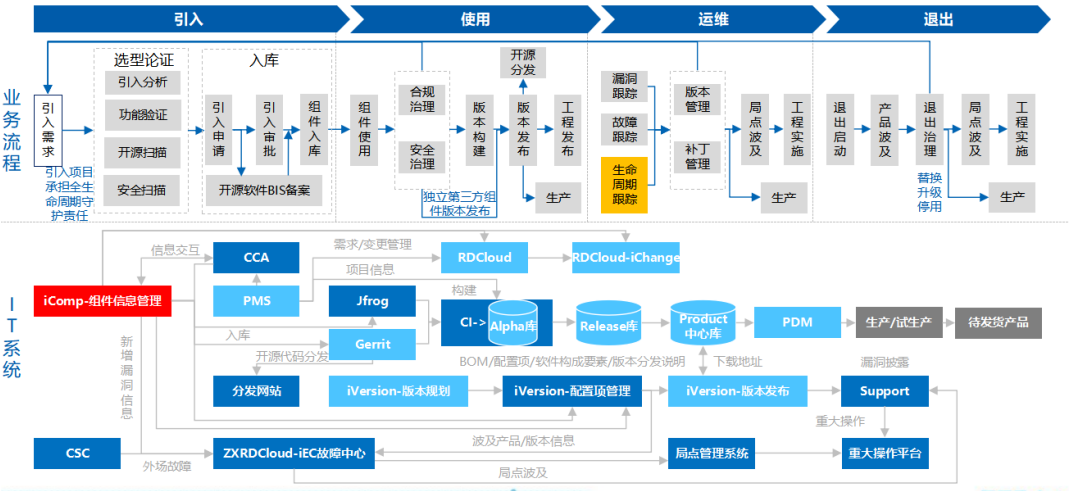 引入
使用
运维
退出
业务流程
引入需求
引入项目
承担全生
命周期守
护责任
选型论证
引入分析
功能验证
开源扫描
安全扫描
入库
引入申请
引入审批
组件入库
开源软件BIS备案
组件使用
合规
治理
安全
治理
版本构建
独立第三方组
件版本发布
开源
分发
版本发布
工程发布
生产
漏洞
跟踪
故障
跟踪
生命
周期
跟踪
版本
管理
补丁
管理
局点波及
工程实施
生产
退出启动
产品波及
退出治理
替换
升级
停用
局点波及
工程实施
生产
IT系统
信息交互
CCA
需求/变更管理
RDCloud
RDCloud-iChange
项目信息
iComp-组件信息管理
PMS
Jfrog
构建
CI->
Alpha库
Release库
Product
中心库
PDM
生产/试生产
待发货产品
入库
Gerrit
新增漏洞信息
开源代码分发
BOM/配置项/软件构成要素/版本分发说明
下载地址
漏洞披露
分发网站
iVersion-版本规划
iVersion-配置项管理
iVersion-版本发布
Support
重大操作
波及产品/版本信息
CSC
外场故障
ZXRDCloud-iEC故障中心
局点波及
局点管理系统
重大操作平台